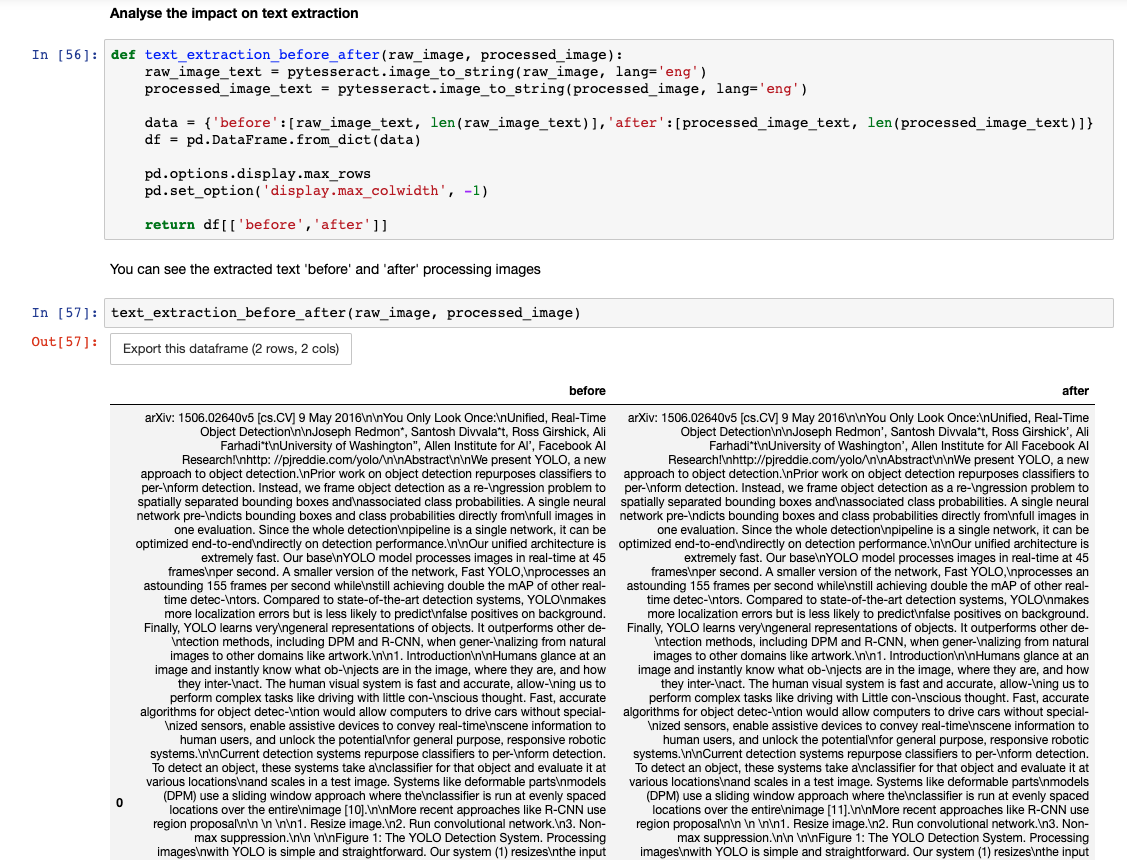 Analyse the impact on text extraction
In [56]: def text_extraction_before_after(raw_image, processed_image):
raw_image_text = pytesseract.image_to_string(raw_image, lang='eng')
processed_image_text = pytesseract.image_to_string(processed_image, lang='eng')
data = {'before':[raw_image_text, len(raw_image_text)],'after':[processed_image_text, len(processed_image_text)]}
df = pd.DataFrame.from_dict(data)
pd.options.display.max_rows
pd.set_option('display.max_colwidth', -1)
return df[['before','after']]
You can see the extracted text 'before' and 'after' processing images
In [57]: text_extraction_before_after(raw_image, processed_image)
Out[57]: Export this dataframe (2 rows, 2 cols)
before
after
0
arXiv: 1506.02640v5 [cs.CV] 9 May 2016\n\nYou Only Look Once:\nUnified, Real-Time
Object Detection\n\nJoseph Redmon*, Santosh Divvala*t, Ross Girshick, Ali
Farhadi*t\nUniversity of Washington”, Allen Institute for AI’, Facebook AI
Research!\nhttp: //pjreddie.com/yolo/\n\nAbstract\n\nWe present YOLO, a new
approach to object detection.\nPrior work on object detection repurposes classifiers to
per-\nform detection. Instead, we frame object detection as a re-\ngression problem to
spatially separated bounding boxes and\nassociated class probabilities. A single neural
network pre-\ndicts bounding boxes and class probabilities directly from\nfull images in
one evaluation. Since the whole detection\npipeline is a single network, it can be
optimized end-to-end\ndirectly on detection performance.\n\nOur unified architecture is
extremely fast. Our base\nYOLO model processes images in real-time at 45
frames\nper second. A smaller version of the network, Fast YOLO,\nprocesses an
astounding 155 frames per second while\nstill achieving double the mAP of other real-
time detec-\ntors. Compared to state-of-the-art detection systems, YOLO\nmakes
more localization errors but is less likely to predict\nfalse positives on background.
Finally, YOLO learns very\ngeneral representations of objects. It outperforms other de-
\ntection methods, including DPM and R-CNN, when gener-\nalizing from natural
images to other domains like artwork.\n\n1. Introduction\n\nHumans glance at an
image and instantly know what ob-\njects are in the image, where they are, and how
they inter-\nact. The human visual system is fast and accurate, allow-\ning us to
perform complex tasks like driving with little con-\nscious thought. Fast, accurate
algorithms for object detec-\ntion would allow computers to drive cars without special-
\nized sensors, enable assistive devices to convey real-time\nscene information to
human users, and unlock the potential\nfor general purpose, responsive robotic
systems.\n\nCurrent detection systems repurpose classifiers to per-\nform detection.
To detect an object, these systems take a\nclassifier for that object and evaluate it at
various locations\nand scales in a test image. Systems like deformable parts\nmodels
(DPM) use a sliding window approach where the\nclassifier is run at evenly spaced
locations over the entire\nimage [10].\n\nMore recent approaches like R-CNN use
region proposal\n\n \n \n\n1. Resize image.\n2. Run convolutional network.\n3. Non-
max suppression.\n\n \n\nFigure 1: The YOLO Detection System. Processing
images\nwith YOLO is simple and straightforward. Our system (1) resizes\nthe input
arXiv: 1506.02640v5 [cs.CV] 9 May 2016\n\nYou Only Look Once:\nUnified, Real-Time
Object Detection\n\nJoseph Redmon’, Santosh Divvala*t, Ross Girshick’, Ali
Farhadi*t\nUniversity of Washington’, Allen Institute for All Facebook AI
Research!\nhttp://pjreddie.com/yolo/\n\nAbstract\n\nWe present YOLO, a new
approach to object detection.\nPrior work on object detection repurposes classifiers to
per-\nform detection. Instead, we frame object detection as a re-\ngression problem to
spatially separated bounding boxes and\nassociated class probabilities. A single neural
network pre-\ndicts bounding boxes and class probabilities directly from\nfull images in
one evaluation. Since the whole detection\npipeline is a single network, it can be
optimized end-to-end\ndirectly on detection performance.\n\nOur unified architecture is
extremely fast. Our base\nYOLO model processes images in real-time at 45
frames\nper second. A smaller version of the network, Fast YOLO,\nprocesses an
astounding 155 frames per second while\nstill achieving double the mAP of other real-
time detec-\ntors. Compared to state-of-the-art detection systems, YOLO\nmakes
more localization errors but is less likely to predict\nfalse positives on background.
Finally, YOLO learns very\ngeneral representations of objects. It outperforms other de-
\ntection methods, including DPM and R-CNN, when gener-\nalizing from natural
images to other domains like artwork.\n\n1. Introduction\n\nHumans glance at an
image and instantly know what ob-\njects are in the image, where they are, and how
they inter-\nact. The human visual system is fast and accurate, allow-\ning us to
perform complex tasks like driving with Little con-\nscious thought. Fast, accurate
algorithms for object detec-\ntion would allow computers to drive cars without special-
\nized sensors, enable assistive devices to convey real-time\nscene information to
human users, and unlock the potential\nfor general purpose, responsive robotic
systems.\n\nCurrent detection systems repurpose classifiers to per-\nform detection.
To detect an object, these systems take a\nclassifier for that object and evaluate it at
various locations\nand scales in a test image. Systems like deformable parts\nmodels
(DPM) use a sliding window approach where the\nclassifier is run at evenly spaced
locations over the entire\nimage [11].\n\nMore recent approaches like R-CNN use
region proposal\n\n \n \n\n1. Resize image.\n2. Run convolutional network.\n3. Non-
max suppression.\n\n \n\nFigure 1: The YOLO Detection System. Processing
images\nwith YOLO is simple and straightforward. Our system (1) resizes\nthe input